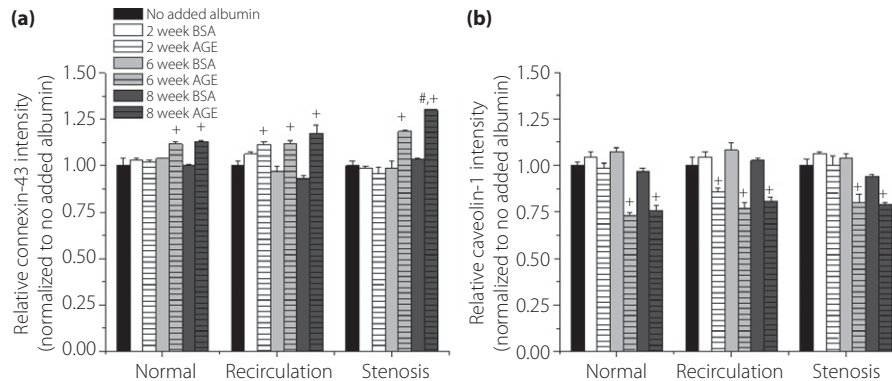 (a)
No added albumin
2 week BSA
2 week AGE
6 week BSA
6 week AGE
8 week BSA
8 week AGE
Relative connexin-43 intensity
(normalized to no added albumin)
1.50
1.25
1.00
0.75
0.50
0.25
0.00
+ +
+ + +
+ #,+
Normal Recirculation Stenosis
(b)
Relative caveolin-1 intensity
(normalized to no added albumin)
1.50
1.25
1.00
0.75
0.50
0.25
0.00
+ +
+ + +
+ +
Normal Recirculation Stenosis